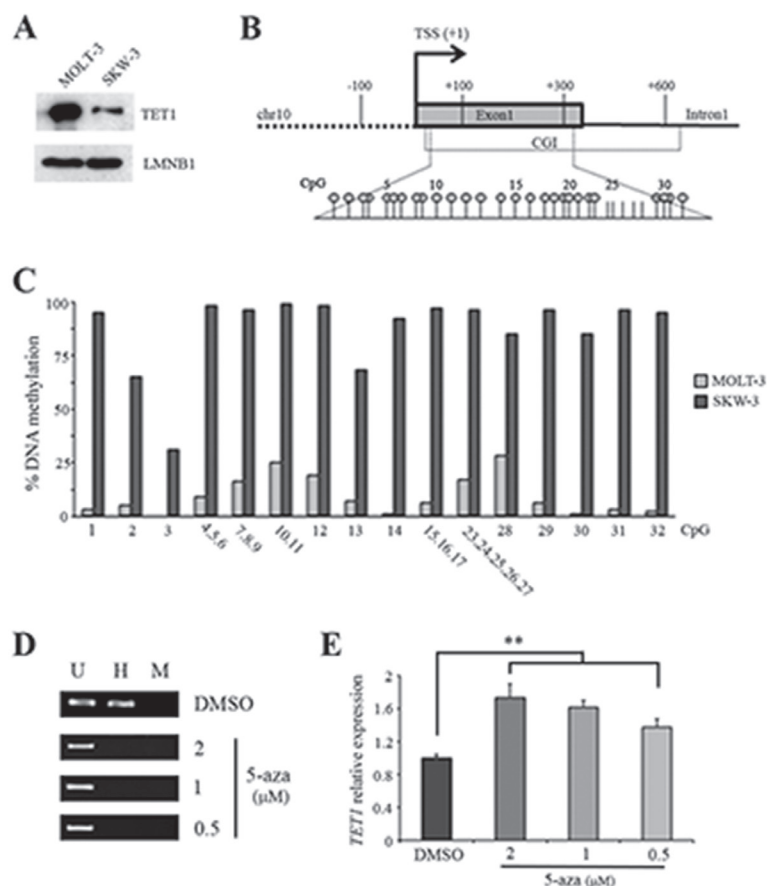 A
MOLT-3
SKW-3
TET1
LMNB1
B
TSS (+1)
-100
+100
+300
+600
chr10
Exon1
Intron1
CGI
CpG
5
10
15
20
25
30
C
% DNA methylation
100
75
50
25
0
1
2
3
4,5,6
7,8,9
10,11
12
13
14
15,16,17
23,24,25,26,27
28
29
30
31
32
CpG
MOLT-3
SKW-3
D
U H M
DMSO
2
1
0.5
5-aza
(μM)
E
**
TET1 relative expression
2
1.6
1.2
0.8
0.4
0
DMSO
2
1
0.5
5-aza (μM)